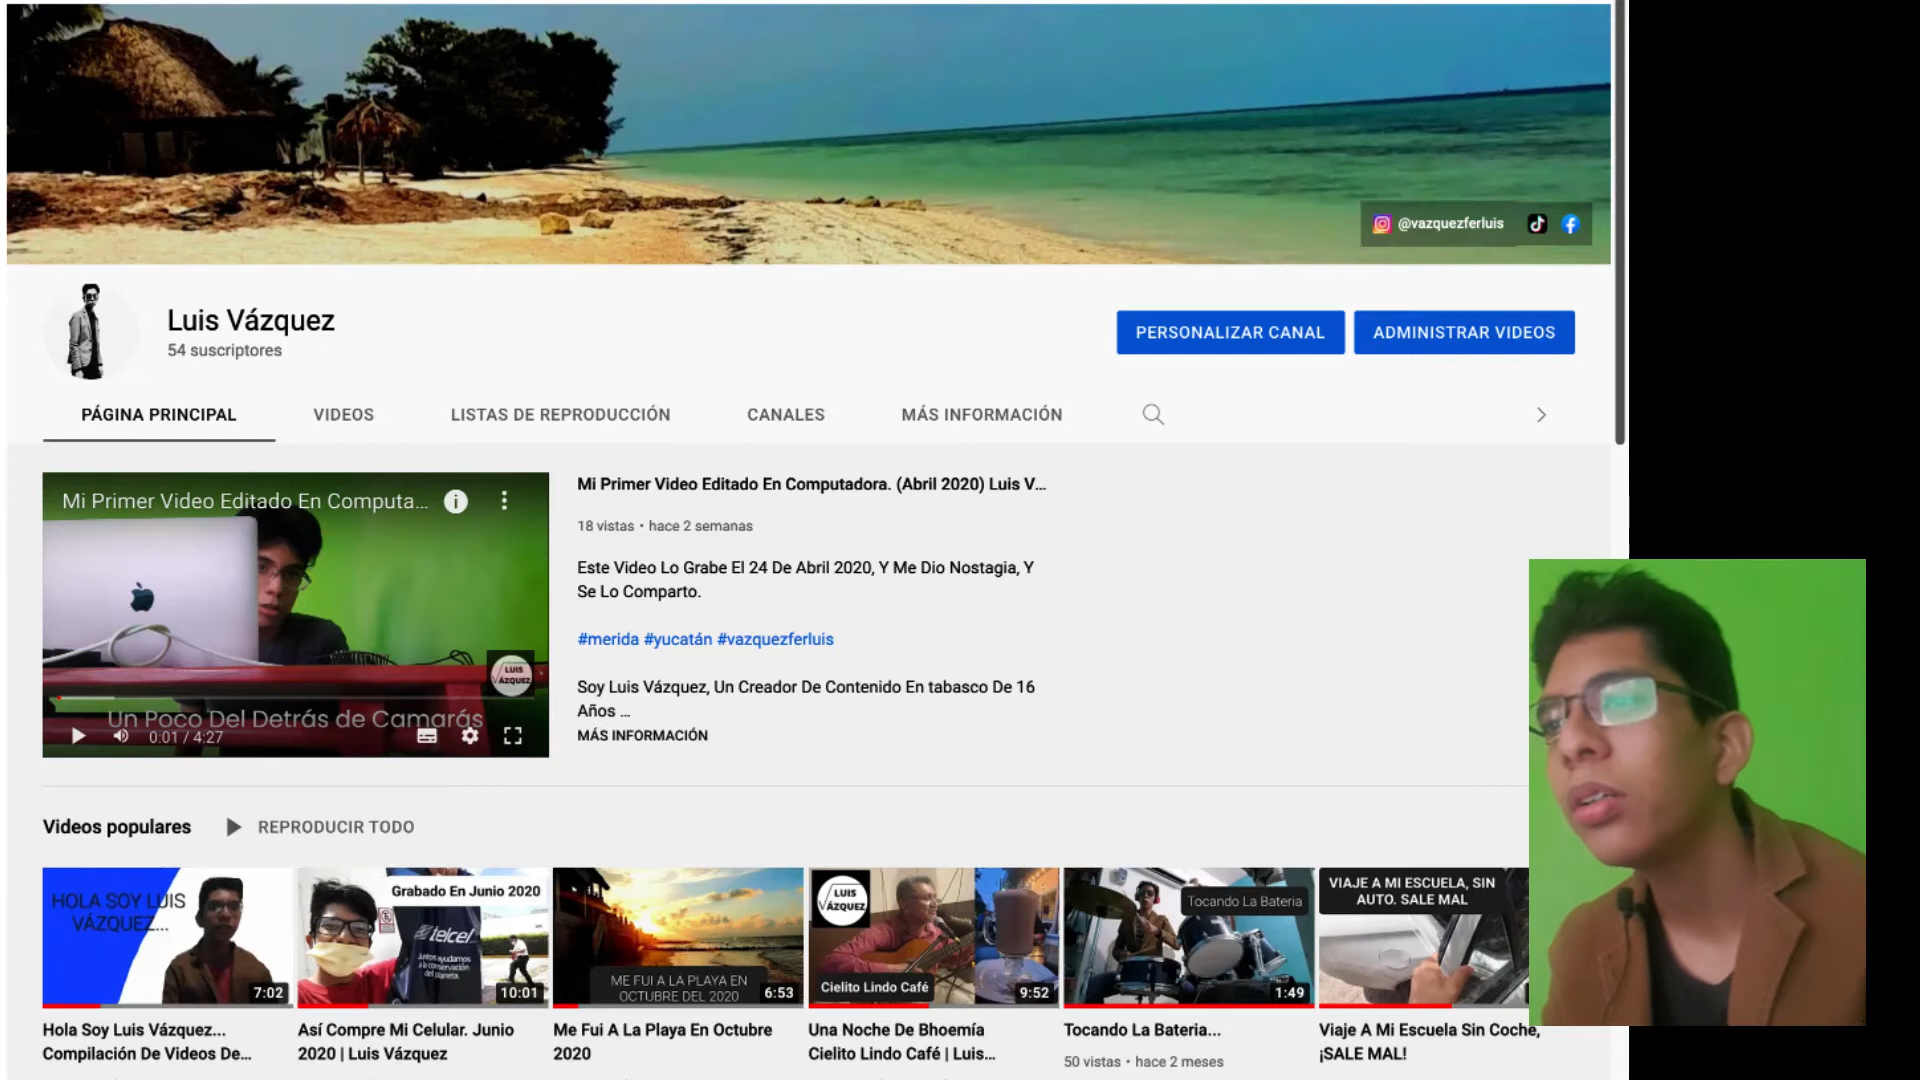 @vazquezferluis
Luis Vázquez
54 suscriptores
PERSONALIZAR CANAL
ADMINISTRAR VIDEOS
PÁGINA PRINCIPAL
VIDEOS
LISTAS DE REPRODUCCIÓN
CANALES
MÁS INFORMACIÓN
Mi Primer Video Editado En Computa...
LUIS
VÁZQUEZ
Un Poco Del Detrás de Camarás
0:01 / 4:27
Mi Primer Video Editado En Computadora. (Abril 2020) Luis V...
18 vistas • hace 2 semanas
Este Video Lo Grabe El 24 De Abril 2020, Y Me Dio Nostagia, Y
Se Lo Comparto.
#merida #yucatán #vazquezferluis
Soy Luis Vázquez, Un Creador De Contenido En tabasco De 16
Años ...
MÁS INFORMACIÓN
Videos populares
REPRODUCIR TODO
HOLA SOY LUIS
VÁZQUEZ...
7:02
Hola Soy Luis Vázquez...
Compilación De Videos De...
Grabado En Junio 2020
telcel
Juntos ayudamos
a la conservación
del planeta.
10:01
Así Compre Mi Celular. Junio
2020 | Luis Vázquez
ME FUI A LA PLAYA EN
OCTUBRE DEL 2020
6:53
Me Fui A La Playa En Octubre
2020
LUIS
VÁZQUEZ
Cielito Lindo Café
9:52
Una Noche De Bhoemía
Cielito Lindo Café | Luis...
Tocando La Bateria
1:49
Tocando La Bateria...
50 vistas • hace 2 meses
VIAJE A MI ESCUELA, SIN
AUTO. SALE MAL
Viaje A Mi Escuela Sin Coche,
¡SALE MAL!